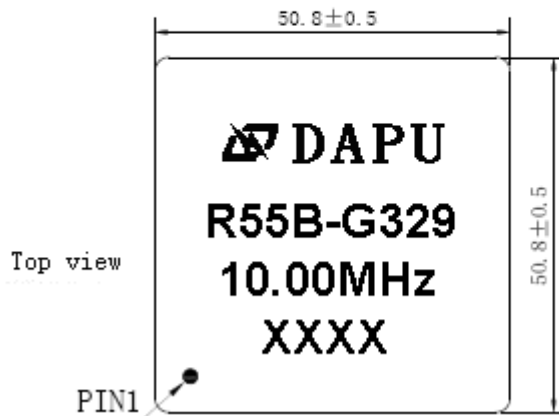 50.8±0.5
DAPU
R55B-G329
10.00MHz
XXXX
50.8±0.5
Top view
PIN1